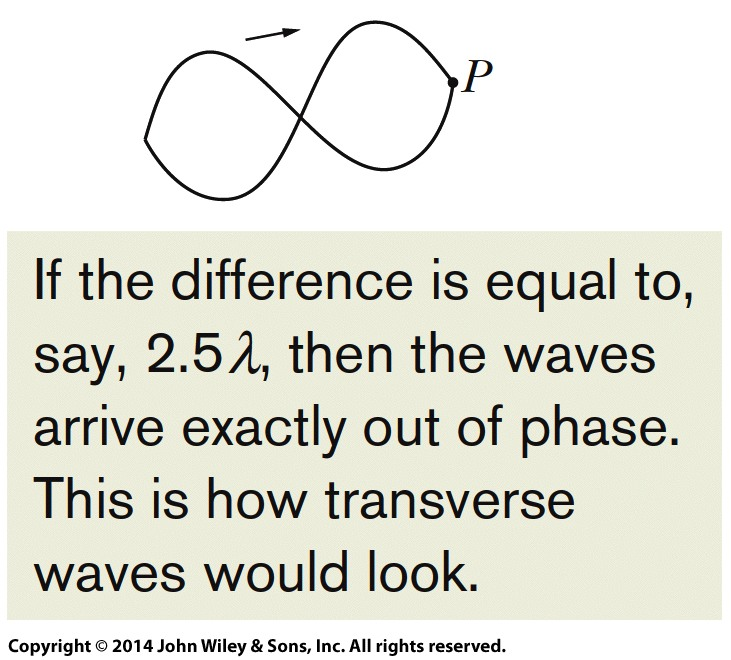 P
If the difference is equal to,
say, 2.5λ, then the waves
arrive exactly out of phase.
This is how transverse
waves would look.
Copyright © 2014 John Wiley & Sons, Inc. All rights reserved.